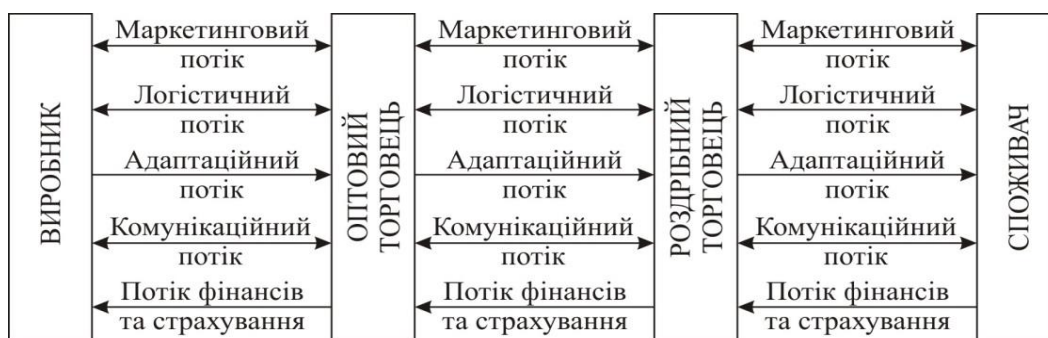 ВИРОБНИК
Маркетинговий
потік
Логістичний
потік
Адаптаційний
потік
Комунікаційний
потік
Потік фінансів
та страхування
ОПТОВИЙ
ТОРГОВЕЦЬ
Маркетинговий
потік
Логістичний
потік
Адаптаційний
потік
Комунікаційний
потік
Потік фінансів
та страхування
РОЗДРІБНИЙ
ТОРГОВЕЦЬ
Маркетинговий
потік
Логістичний
потік
Адаптаційний
потік
Комунікаційний
потік
Потік фінансів
та страхування
СПОЖИВАЧ